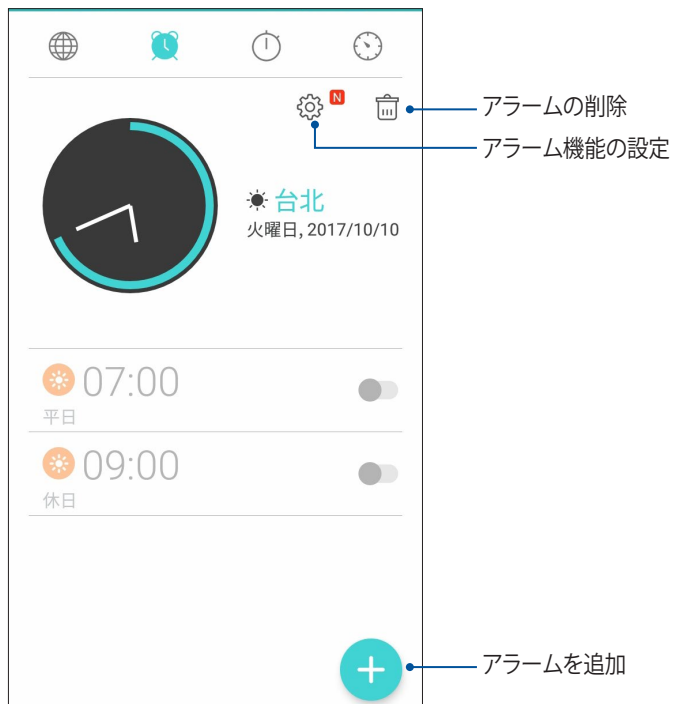 N
アラームの削除
アラーム機能の設定
台北
火曜日, 2017/10/10
07:00
平日
09:00
休日
アラームを追加